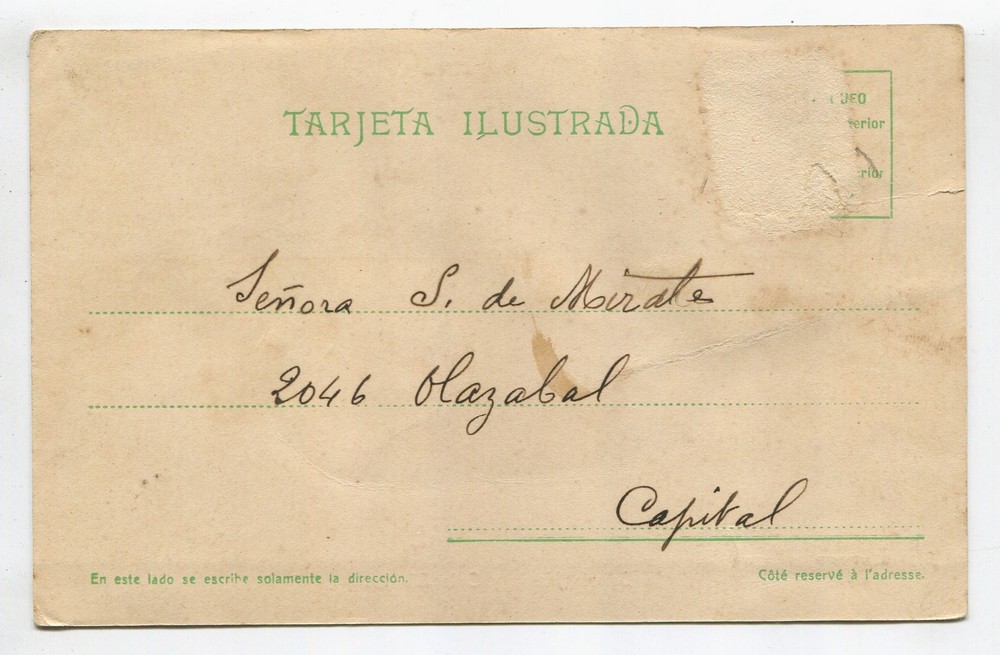 TARJETA ILUSTRADA
Señora S. de Mirate
2046 Olazabal
Capital
En este lado se escribe solamente la dirección.
Côté reservé à l'adresse.